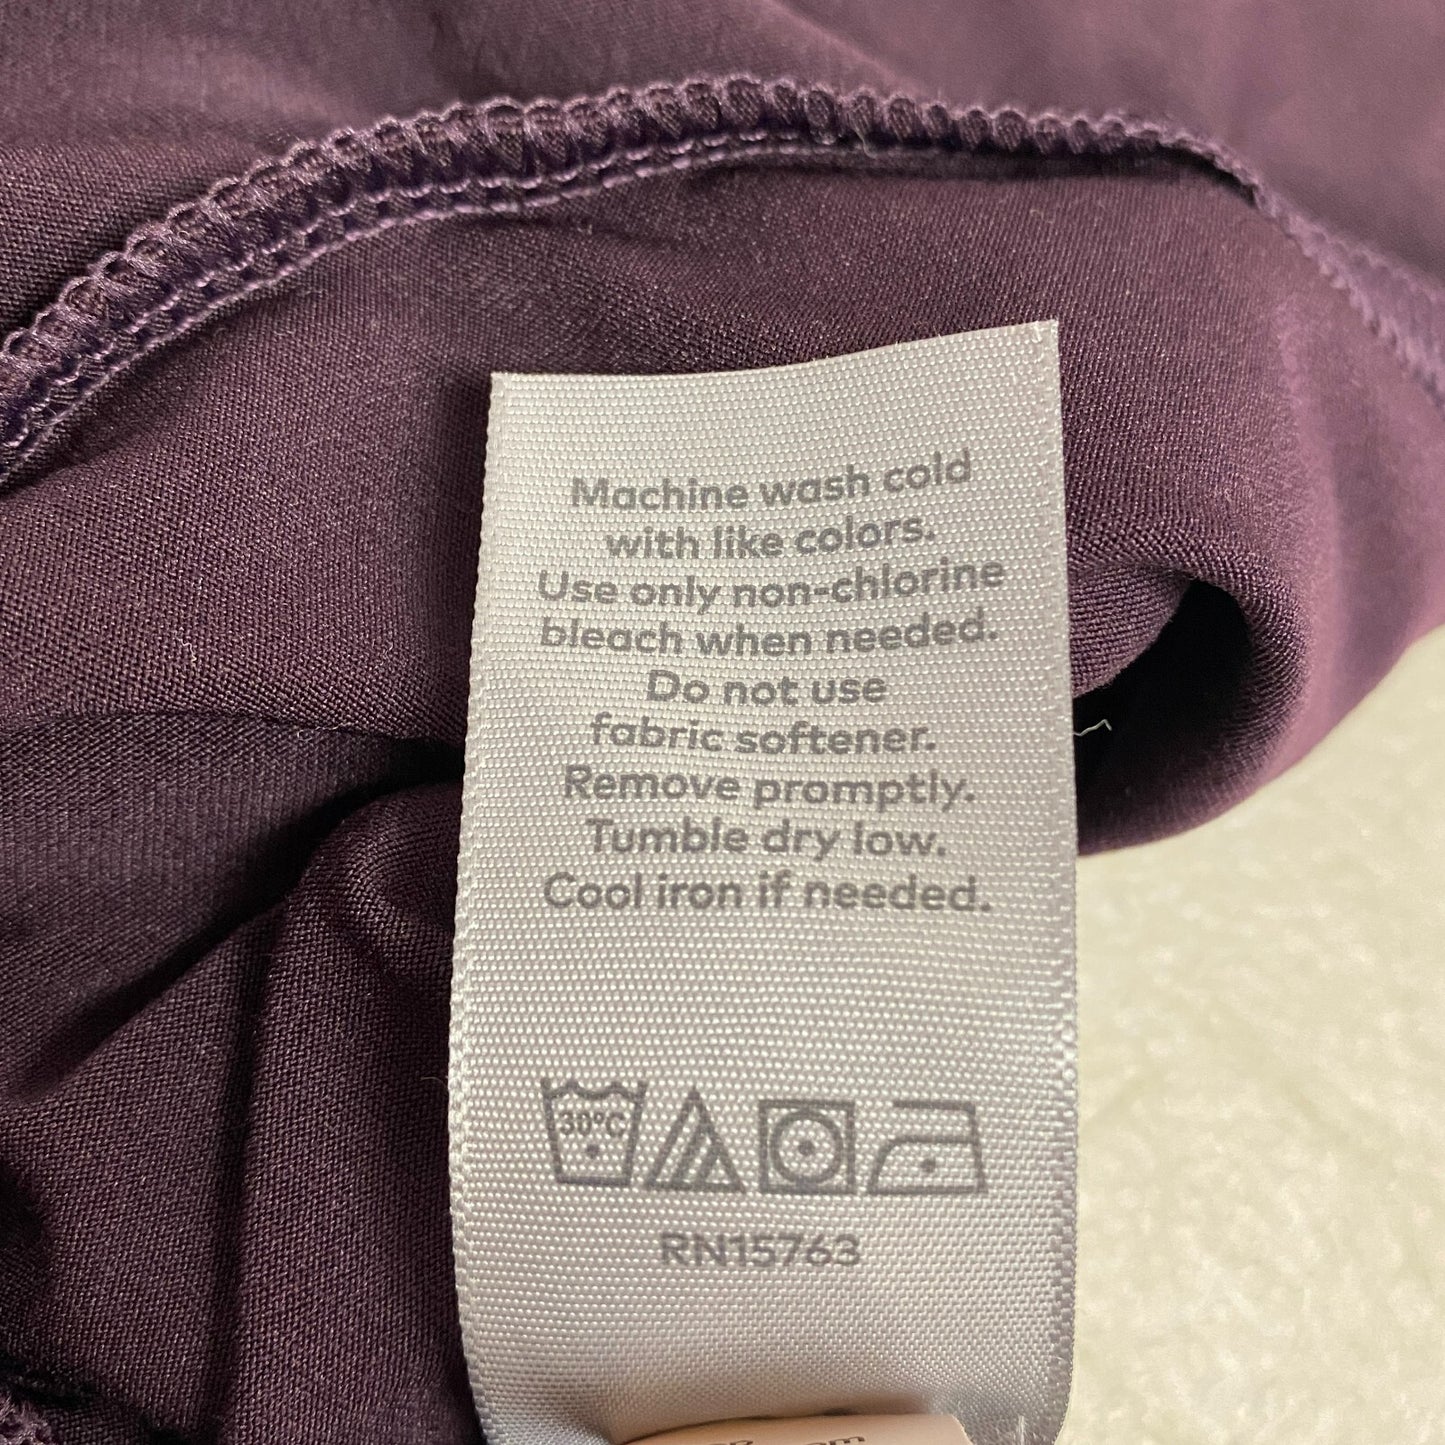 Machine wash cold
with like colors.
Use only non-chlorine
bleach when needed.
Do not use
fabric softener.
Remove promptly.
Tumble dry low.
Cool iron if needed.
30°C
RN15763